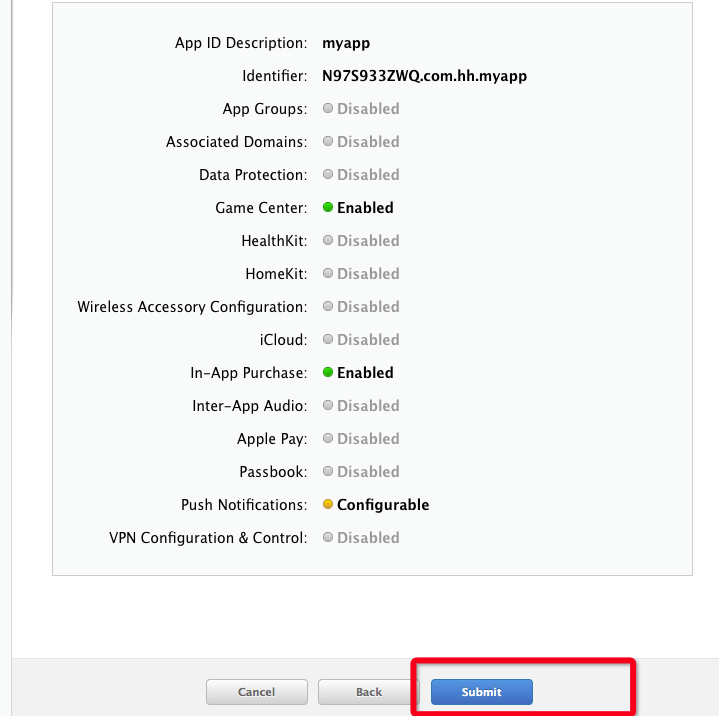 App ID Description: myapp
Identifier: N97S933ZWQ.com.hh.myapp
App Groups: Disabled
Associated Domains: Disabled
Data Protection: Disabled
Game Center: Enabled
HealthKit: Disabled
HomeKit: Disabled
Wireless Accessory Configuration: Disabled
iCloud: Disabled
In-App Purchase: Enabled
Inter-App Audio: Disabled
Apple Pay: Disabled
Passbook: Disabled
Push Notifications: Configurable
VPN Configuration & Control: Disabled
Cancel Back Submit